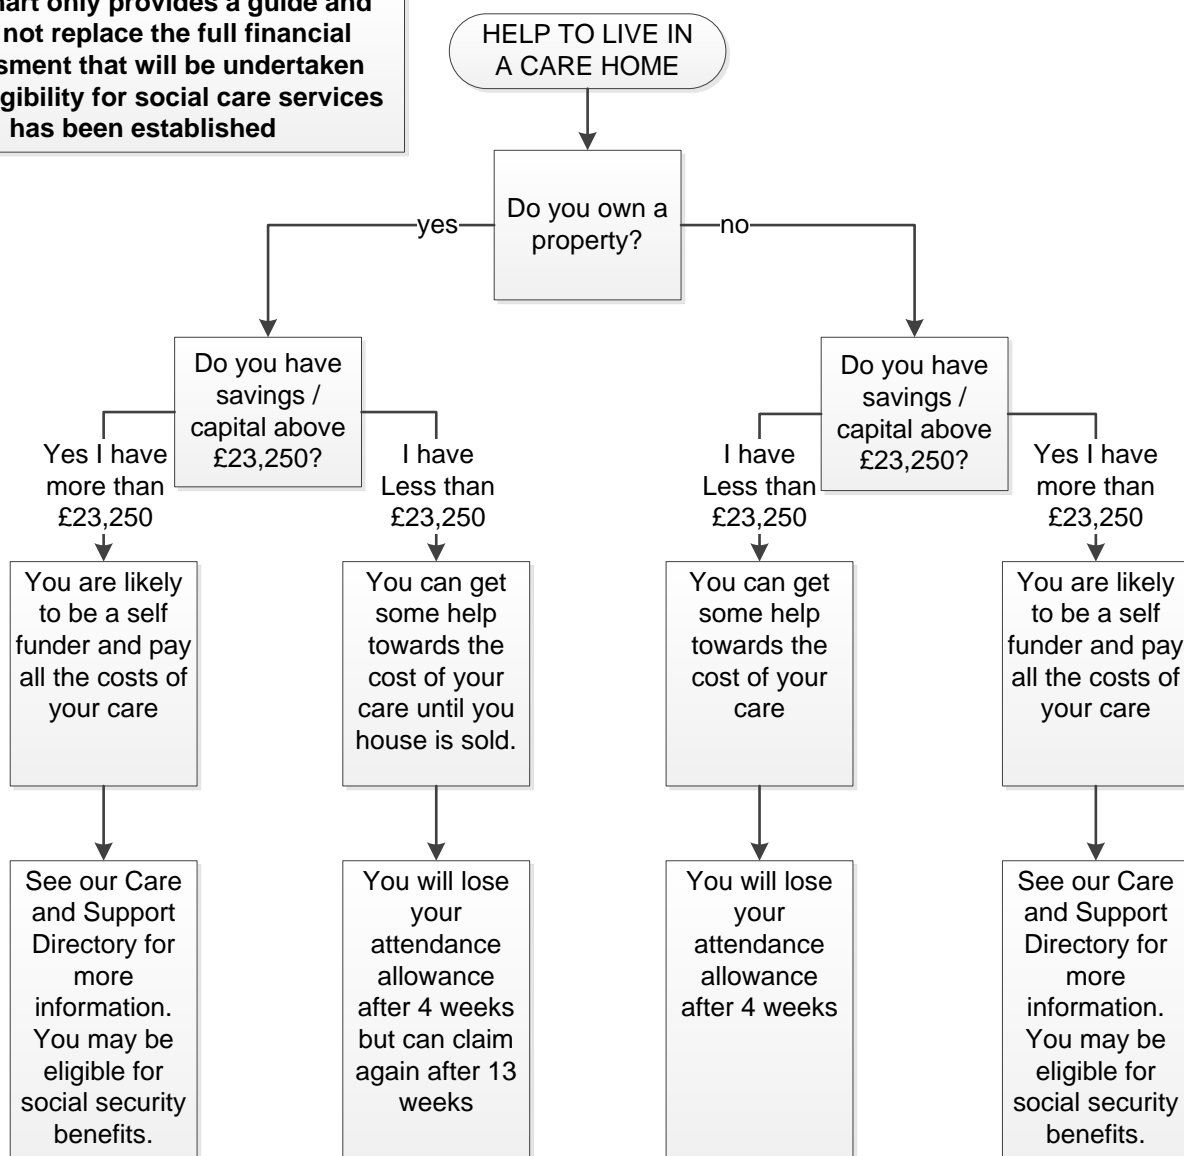 only provides a guide and
not replace the full financial
that will be undertaken
for social care services
has been established
HELP TO LIVE IN
A CARE HOME
Do you own a
property?
yes
no
Do you have
savings /
capital above
£23,250?
Do you have
savings /
capital above
£23,250?
Yes I have
more than
£23,250
I have
Less than
£23,250
I have
Less than
£23,250
Yes I have
more than
£23,250
You are likely
to be a self
funder and pay
all the costs of
your care
You can get
some help
towards the
cost of your
care until you
house is sold.
You can get
some help
towards the
cost of your
care
You are likely
to be a self
funder and pay
all the costs of
your care
See our Care
and Support
Directory for
more
information.
You may be
eligible for
social security
benefits.
You will lose
your
attendance
allowance
after 4 weeks
but can claim
again after 13
weeks
You will lose
your
attendance
allowance
after 4 weeks
See our Care
and Support
Directory for
more
information.
You may be
eligible for
social security
benefits.